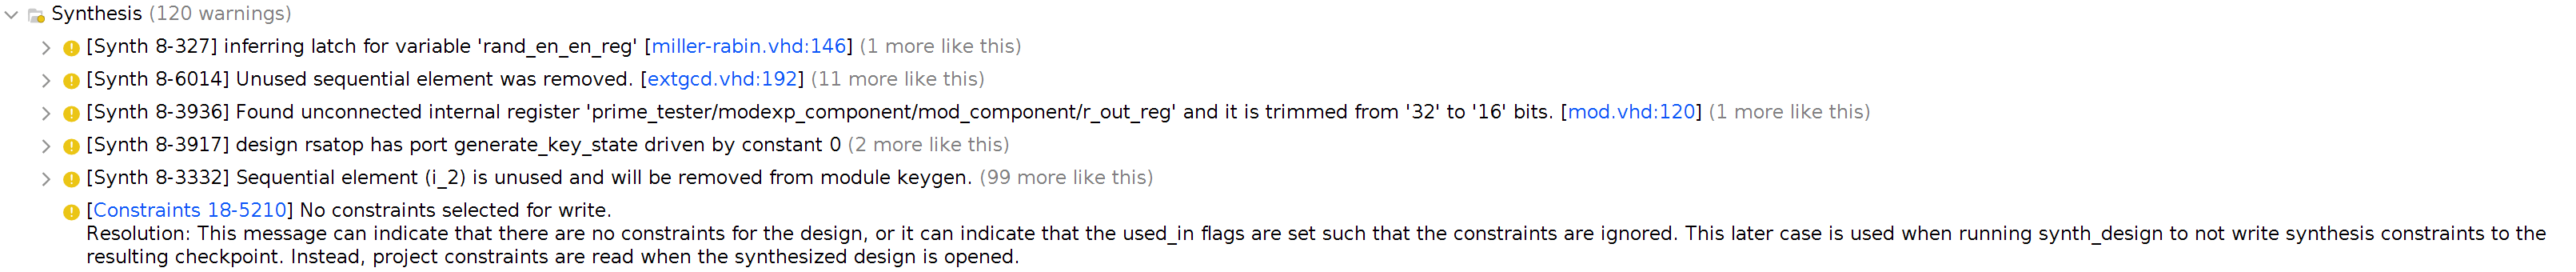 Synthesis (120 warnings)
[Synth 8-327] inferring latch for variable 'rand_en_en_reg' [miller-rabin.vhd:146] (1 more like this)
[Synth 8-6014] Unused sequential element was removed. [extgcd.vhd:192] (11 more like this)
[Synth 8-3936] Found unconnected internal register 'prime_tester/modexp_component/mod_component/r_out_reg' and it is trimmed from '32' to '16' bits. [mod.vhd:120] (1 more like this)
[Synth 8-3917] design rsatop has port generate_key_state driven by constant 0 (2 more like this)
[Synth 8-3332] Sequential element (i_2) is unused and will be removed from module keygen. (99 more like this)
[Constraints 18-5210] No constraints selected for write.
Resolution: This message can indicate that there are no constraints for the design, or it can indicate that the used_in flags are set such that the constraints are ignored. This later case is used when running synth_design to not write synthesis constraints to the
resulting checkpoint. Instead, project constraints are read when the synthesized design is opened.